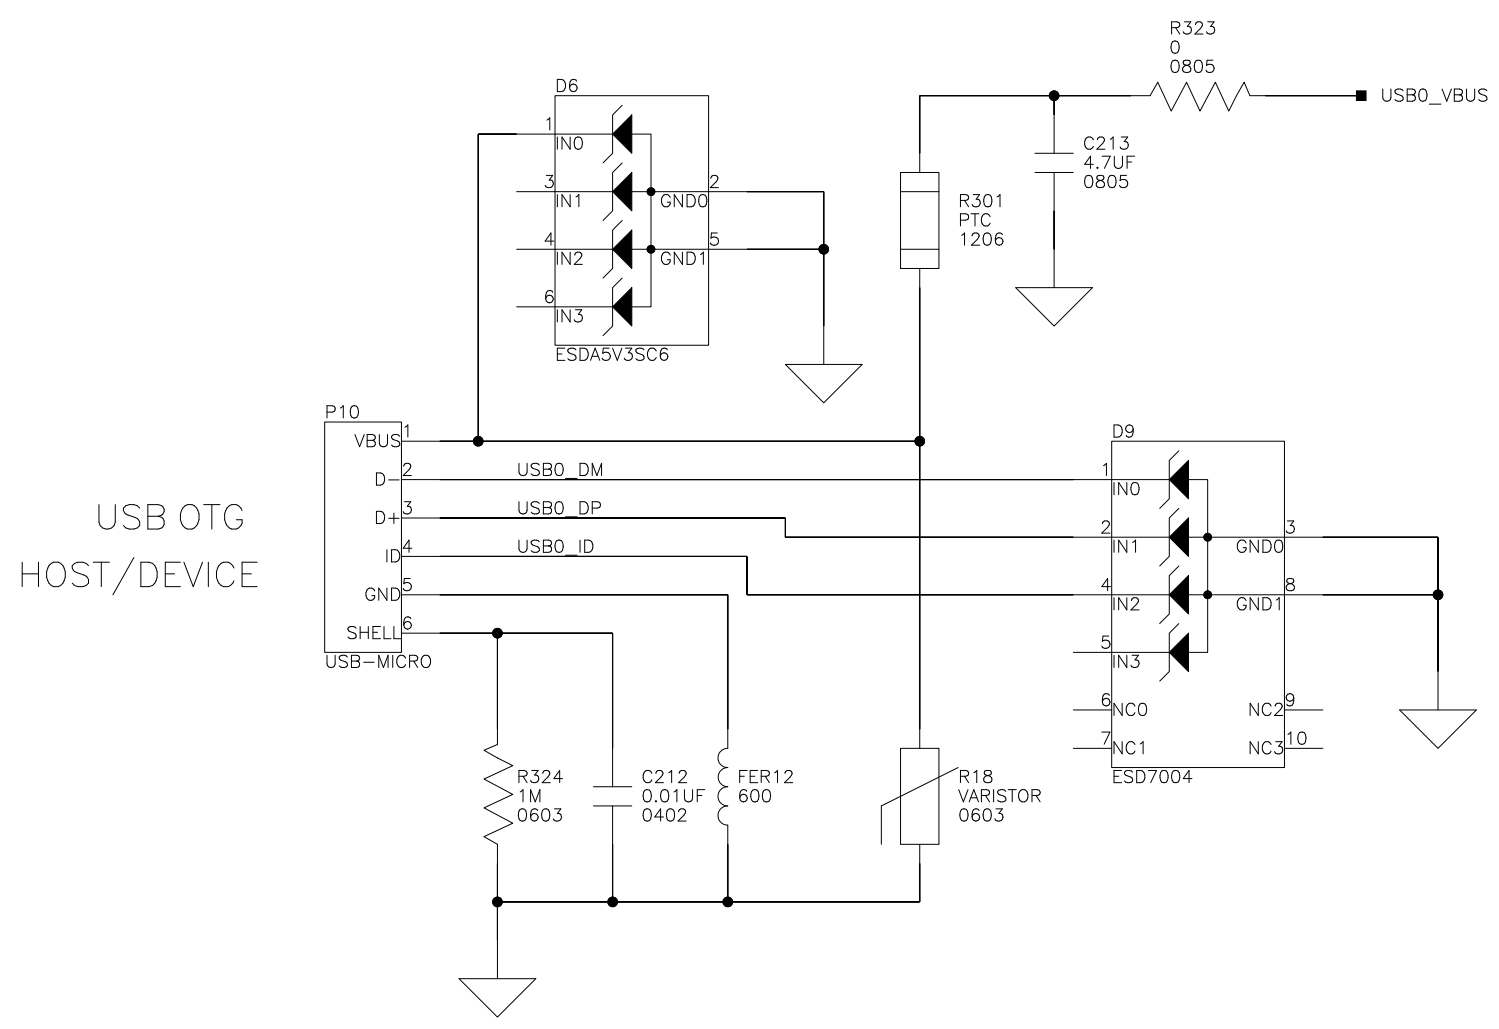 R323
0
0805
USB0_VBUS
D6
1
IN0
3
IN1
4
IN2
6
IN3
2
GND0
5
GND1
ESDA5V3SC6
C213
4.7UF
0805
R301
PTC
1206
P10
VBUS
1
D-
2
D+
3
ID
4
GND
5
SHELL
6
USB-MICRO
USB0_DM
USB0_DP
USB0_ID
USB OTG
HOST/DEVICE
D9
1
IN0
2
IN1
4
IN2
5
IN3
6
NC0
7
NC1
3
GND0
8
GND1
9
NC2
10
NC3
ESD7004
R324
1M
0603
C212
0.01UF
0402
FER12
600
R18
VARISTOR
0603